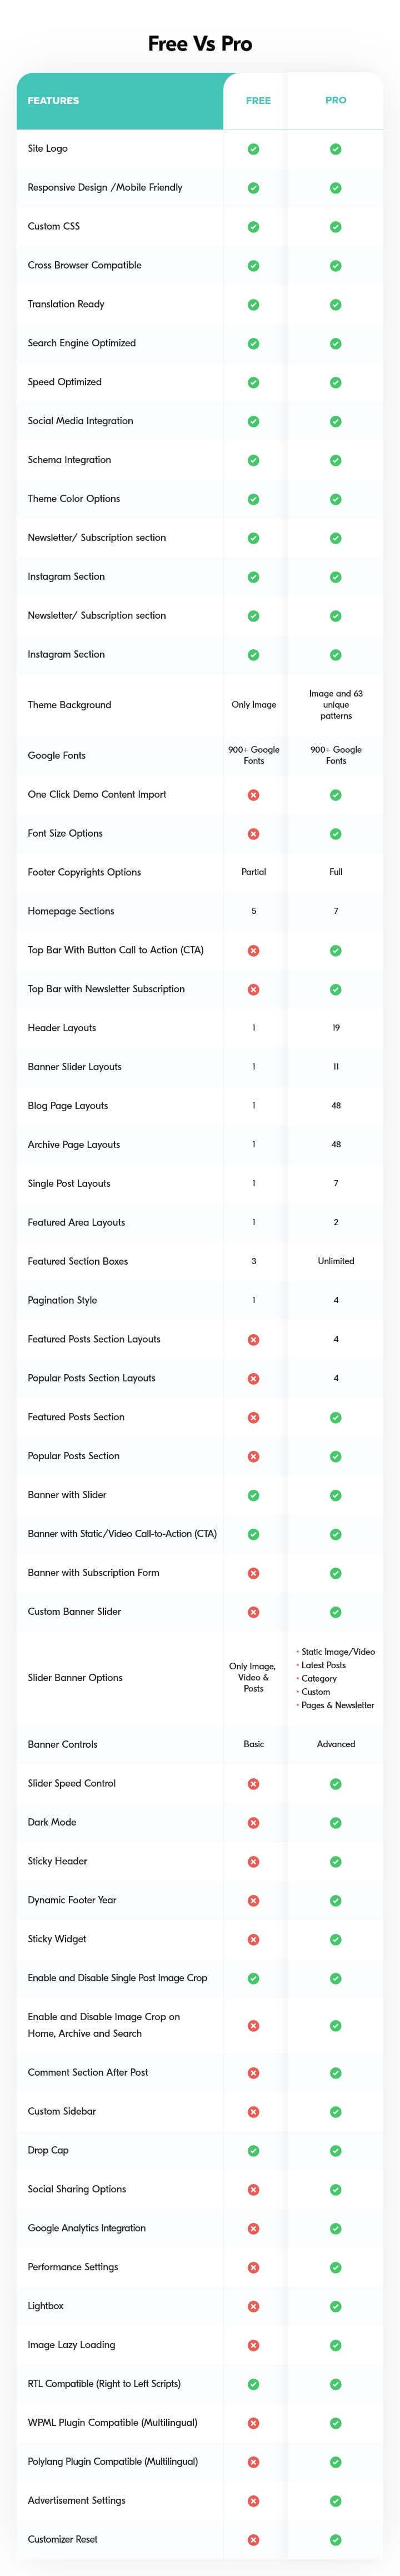 Free Vs Pro
FEATURES FREE PRO
Site Logo
Responsive Design /Mobile Friendly
Custom CSS
Cross Browser Compatible
Translation Ready
Search Engine Optimized
Speed Optimized
Social Media Integration
Schema Integration
Theme Color Options
Newsletter/ Subscription section
Instagram Section
Newsletter/ Subscription section
Instagram Section
Theme Background
Only Image
Image and 63
unique
patterns
Google Fonts
900+ Google
Fonts
900+ Google
Fonts
One Click Demo Content Import
Font Size Options
Footer Copyrights Options Partial Full
Homepage Sections 5 7
Top Bar With Button Call to Action (CTA)
Top Bar with Newsletter Subscription
Header Layouts 1 19
Banner Slider Layouts 1 11
Blog Page Layouts 1 48
Archive Page Layouts 1 48
Single Post Layouts 1 7
Featured Area Layouts 1 2
Featured Section Boxes 3 Unlimited
Pagination Style 1 4
Featured Posts Section Layouts 4
Popular Posts Section Layouts 4
Featured Posts Section
Popular Posts Section
Banner with Slider
Banner with Static/Video Call-to-Action (CTA)
Banner with Subscription Form
Custom Banner Slider
Slider Banner Options
Only Image,
Video &
Posts
• Static Image/Video
• Latest Posts
• Category
• Custom
• Pages & Newsletter
Banner Controls Basic Advanced
Slider Speed Control
Dark Mode
Sticky Header
Dynamic Footer Year
Sticky Widget
Enable and Disable Single Post Image Crop
Enable and Disable Image Crop on
Home, Archive and Search
Comment Section After Post
Custom Sidebar
Drop Cap
Social Sharing Options
Google Analytics Integration
Performance Settings
Lightbox
Image Lazy Loading
RTL Compatible (Right to Left Scripts)
WPML Plugin Compatible (Multilingual)
Polylang Plugin Compatible (Multilingual)
Advertisement Settings
Customizer Reset